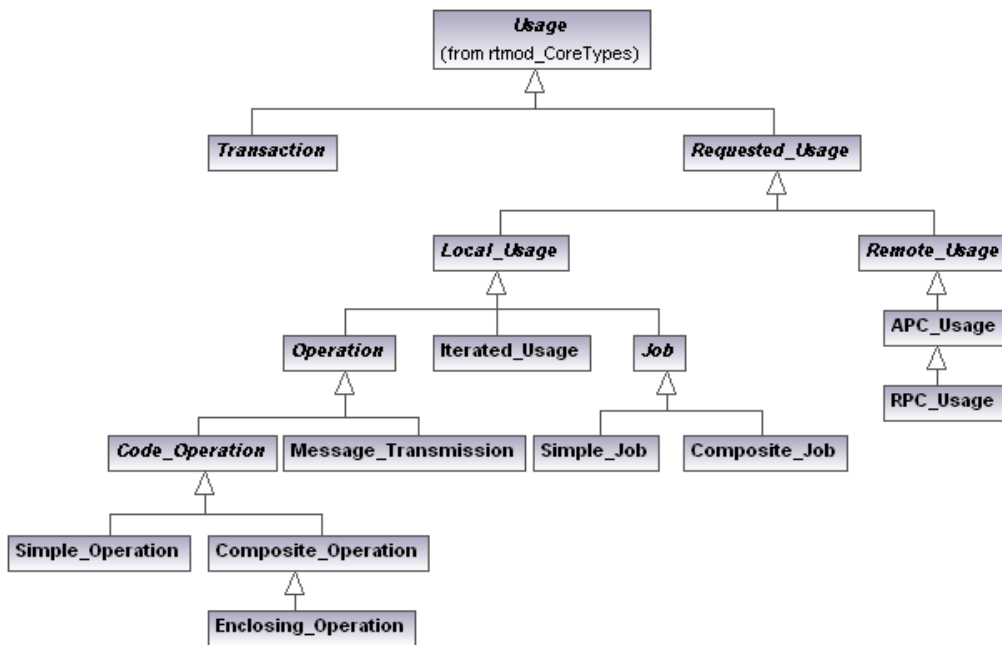 Usage
(from rtmod_CoreTypes)
Transaction
Requested_Usage
Local_Usage
Remote_Usage
Operation
Iterated_Usage
Job
APC_Usage
RPC_Usage
Code_Operation
Message_Transmission
Simple_Job
Composite_Job
Simple_Operation
Composite_Operation
Enclosing_Operation